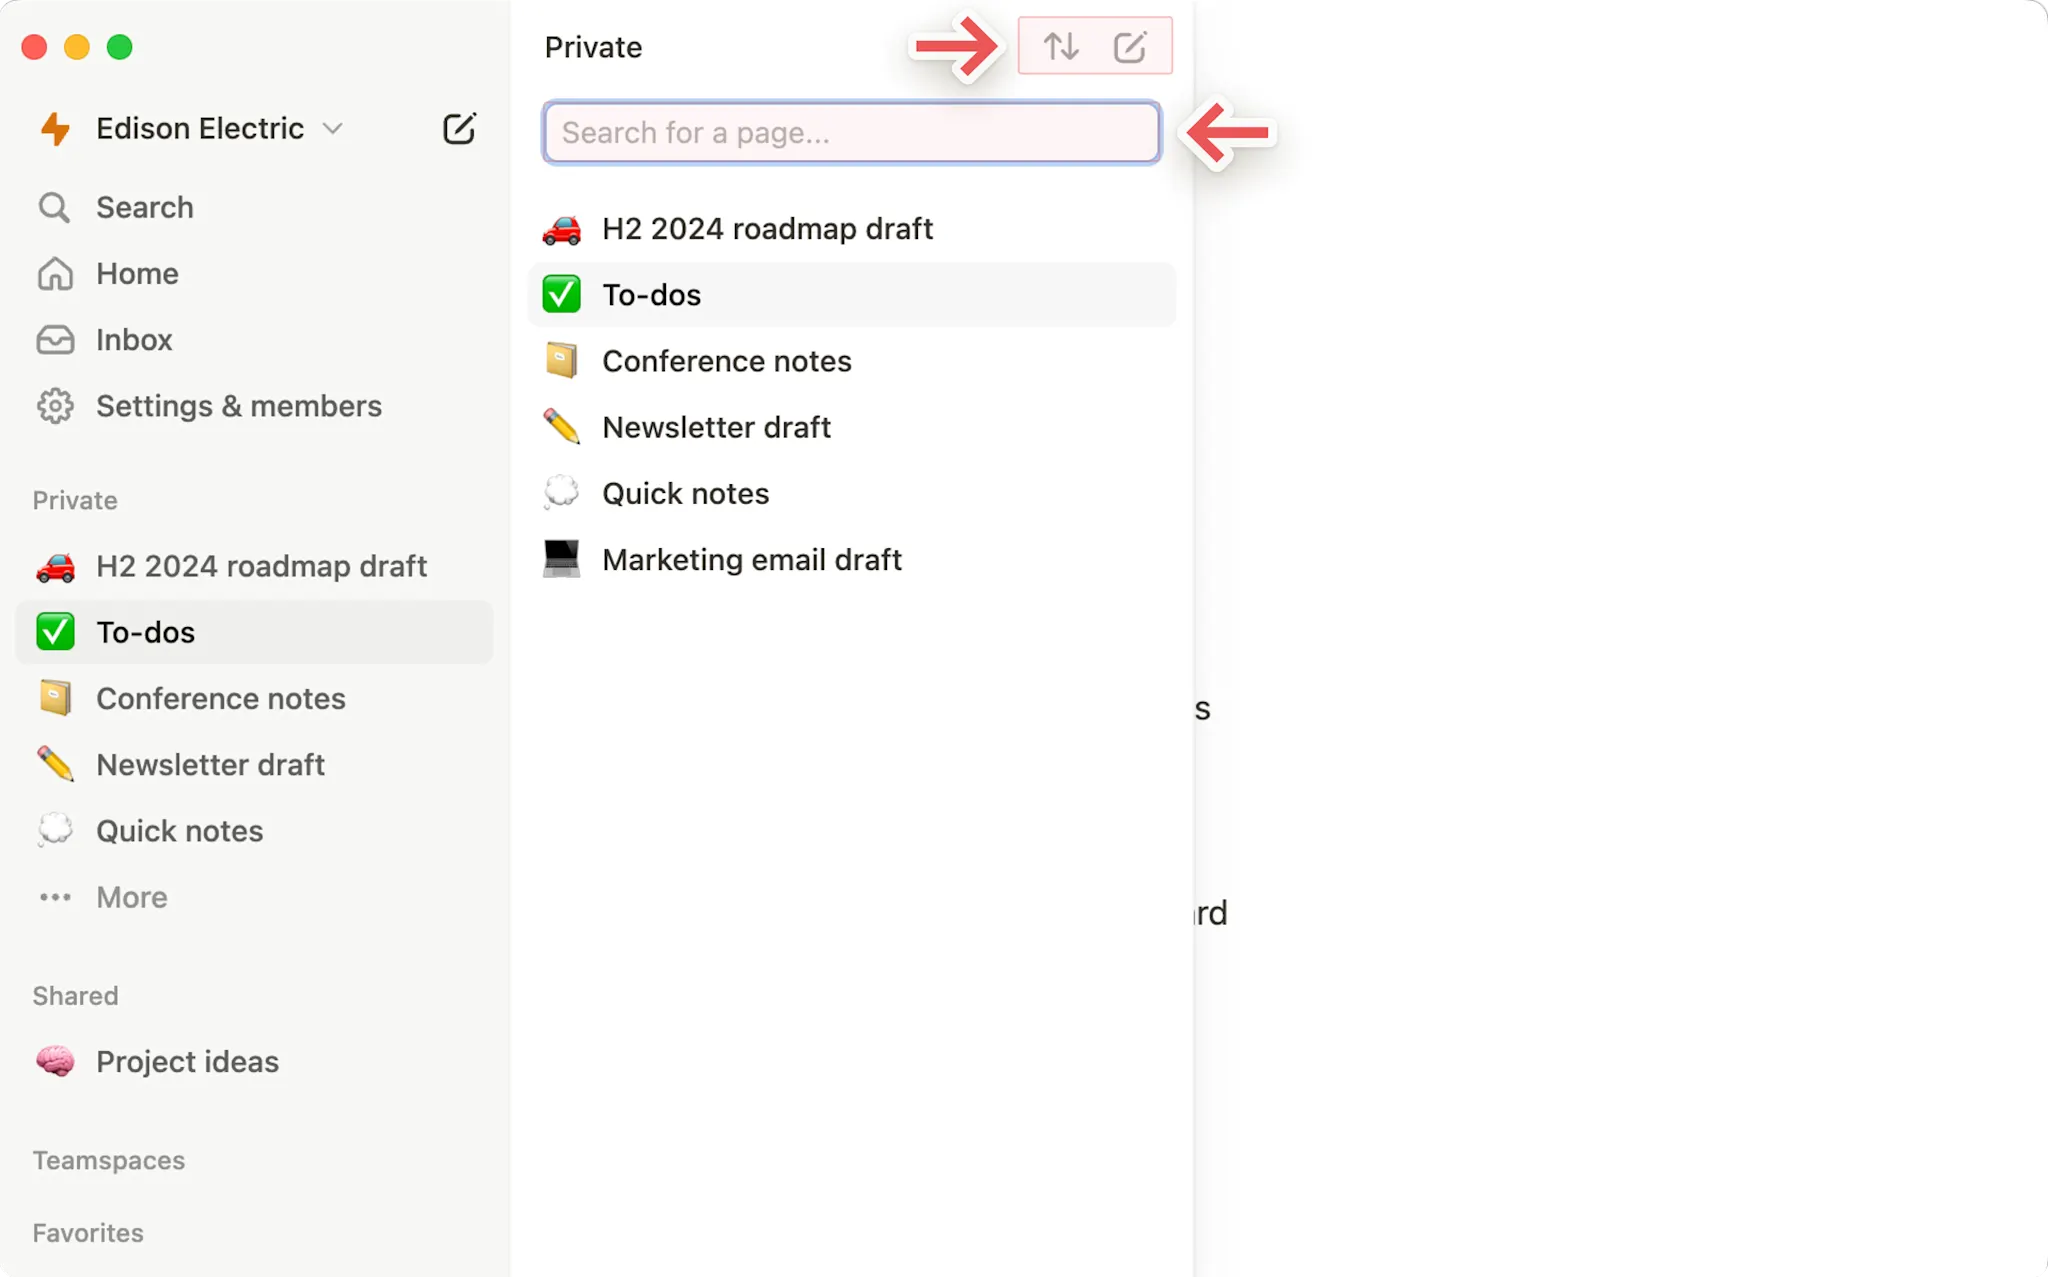 Edison Electric
Search
Home
Inbox
Settings & members
Private
H2 2024 roadmap draft
To-dos
Conference notes
Newsletter draft
Quick notes
More
Shared
Project ideas
Teamspaces
Favorites
Private
Search for a page...
H2 2024 roadmap draft
To-dos
Conference notes
Newsletter draft
Quick notes
Marketing email draft
s
rd